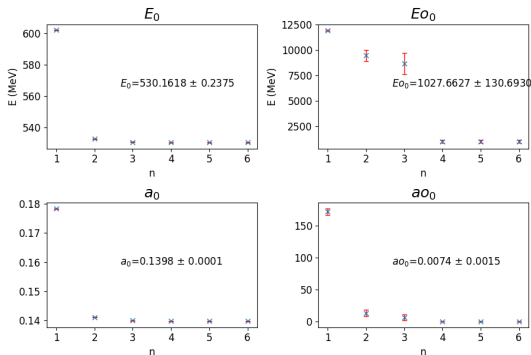 E₀
E (MeV)
600
580
560
540
E₀=530.1618 ± 0.2375
1 2 3 4 5 6
n
Eo₀
E (MeV)
12500
10000
7500
5000
2500
Eo₀=1027.6627 ± 130.6930
1 2 3 4 5 6
n
a₀
0.18
0.17
0.16
0.15
0.14
a₀=0.1398 ± 0.0001
1 2 3 4 5 6
n
ao₀
150
100
50
0
ao₀=0.0074 ± 0.0015
1 2 3 4 5 6
n